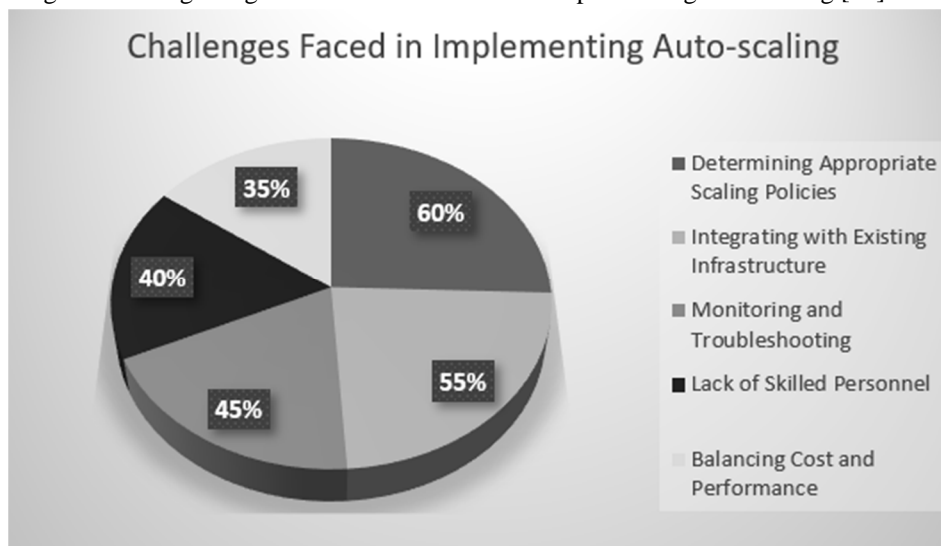 Challenges Faced in Implementing Auto-scaling
35%
60%
40%
45%
55%
Determining Appropriate
Scaling Policies
Integrating with Existing
Infrastructure
Monitoring and
Troubleshooting
Lack of Skilled Personnel
Balancing Cost and
Performance